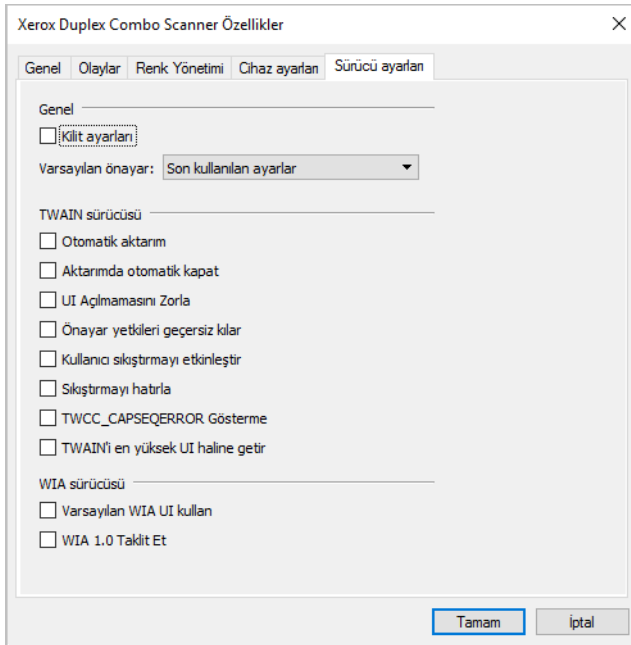 Xerox Duplex Combo Scanner Özellikler
Genel Olaylar Renk Yönetimi Cihaz ayarları Sürücü ayarları
Genel
Kilit ayarları
Varsayılan önayar: Son kullanılan ayarlar
TWAIN sürücüsü
Otomatik aktarım
Aktarımda otomatik kapat
UI Açılmamasını Zorla
Önayar yetkileri geçersiz kılar
Kullanıcı sıkıştırmayı etkinleştir
Sıkıştırmayı hatırla
TWCC_CAPSEQERROR Gösterme
TWAIN'i en yüksek UI haline getir
WIA sürücüsü
Varsayılan WIA UI kullan
WIA 1.0 Taklit Et
Tamam İptal